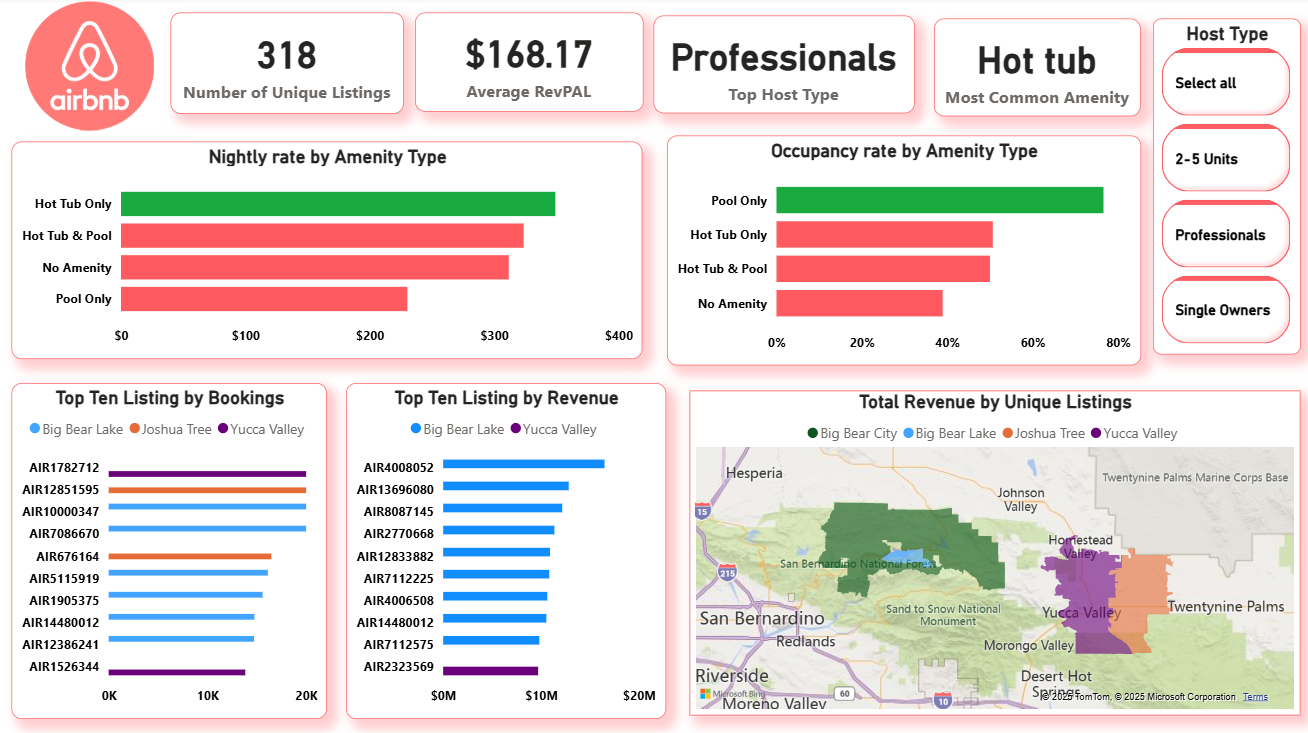 airbnb
318
Number of Unique Listings
$168.17
Average RevPAL
Professionals
Top Host Type
Hot tub
Most Common Amenity
Host Type
Select all
2-5 Units
Professionals
Single Owners
Nightly rate by Amenity Type
Hot Tub Only
Hot Tub & Pool
No Amenity
Pool Only
$0 $100 $200 $300 $400
Occupancy rate by Amenity Type
Pool Only
Hot Tub Only
Hot Tub & Pool
No Amenity
0% 20% 40% 60% 80%
Top Ten Listing by Bookings
Big Bear Lake Joshua Tree Yucca Valley
AIR1782712
AIR12851595
AIR10000347
AIR7086670
AIR676164
AIR5115919
AIR1905375
AIR14480012
AIR12386241
AIR1526344
0K 10K 20K
Top Ten Listing by Revenue
Big Bear Lake Yucca Valley
AIR4008052
AIR13696080
AIR8087145
AIR2770668
AIR12833882
AIR7112225
AIR4006508
AIR14480012
AIR7112575
AIR2323569
$0M $10M $20M
Total Revenue by Unique Listings
Big Bear City Big Bear Lake Joshua Tree Yucca Valley
Hesperia
Twentynine Palms Marine Corps Base
Johnson
Valley
15
Homestead
Valley
San Bernardino National Forest
215
Sand to Snow National
Monument
Yucca Valley
Twentynine Palms
San Bernardino
Redlands
Morongo Valley
Riverside
Desert Hot
Springs
Microsoft Bing
60
10
Moreno Valley
© 2025 TomTom, © 2025 Microsoft Corporation Terms